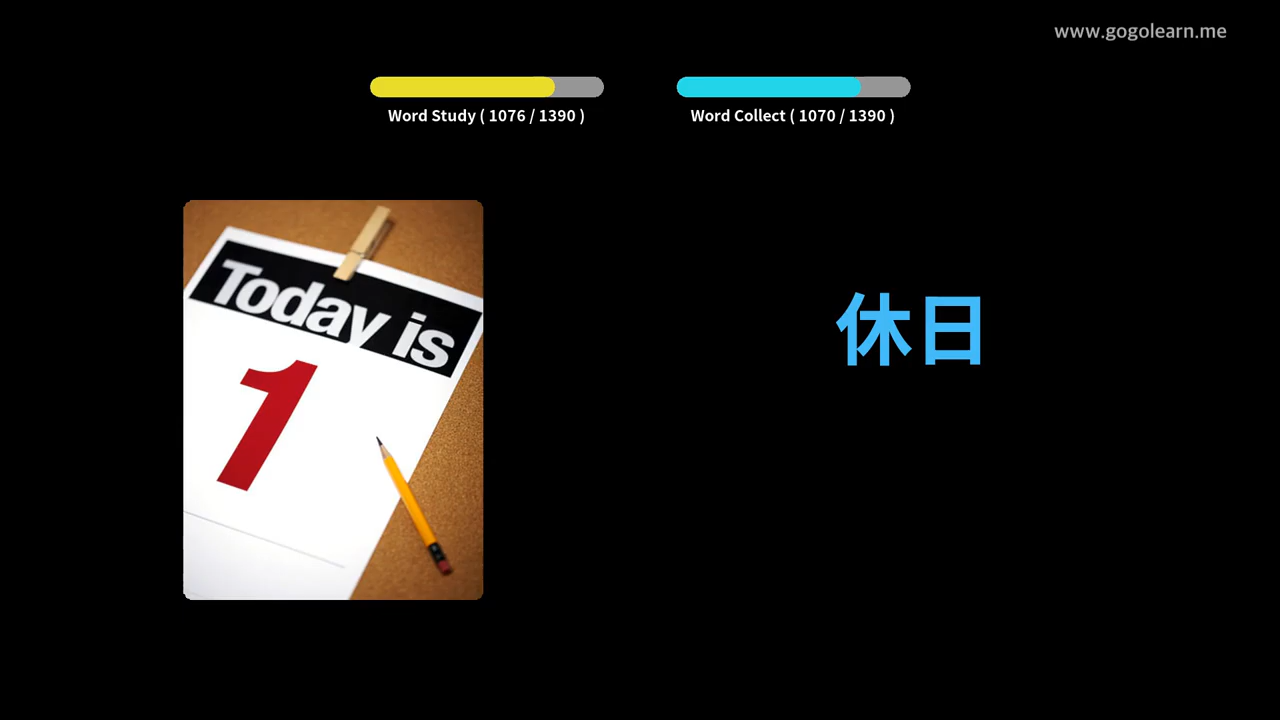 www.gogolearn.me
Word Study ( 1076 / 1390 )
Word Collect ( 1070 / 1390 )
Today is
1
休日